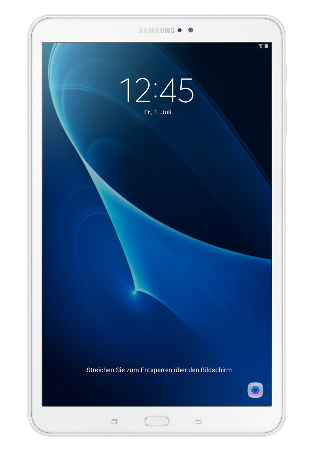 SAMSUNG
12:45
Fr., 1. Juli
Streichen Sie zum Entsperren über den Bildschirm